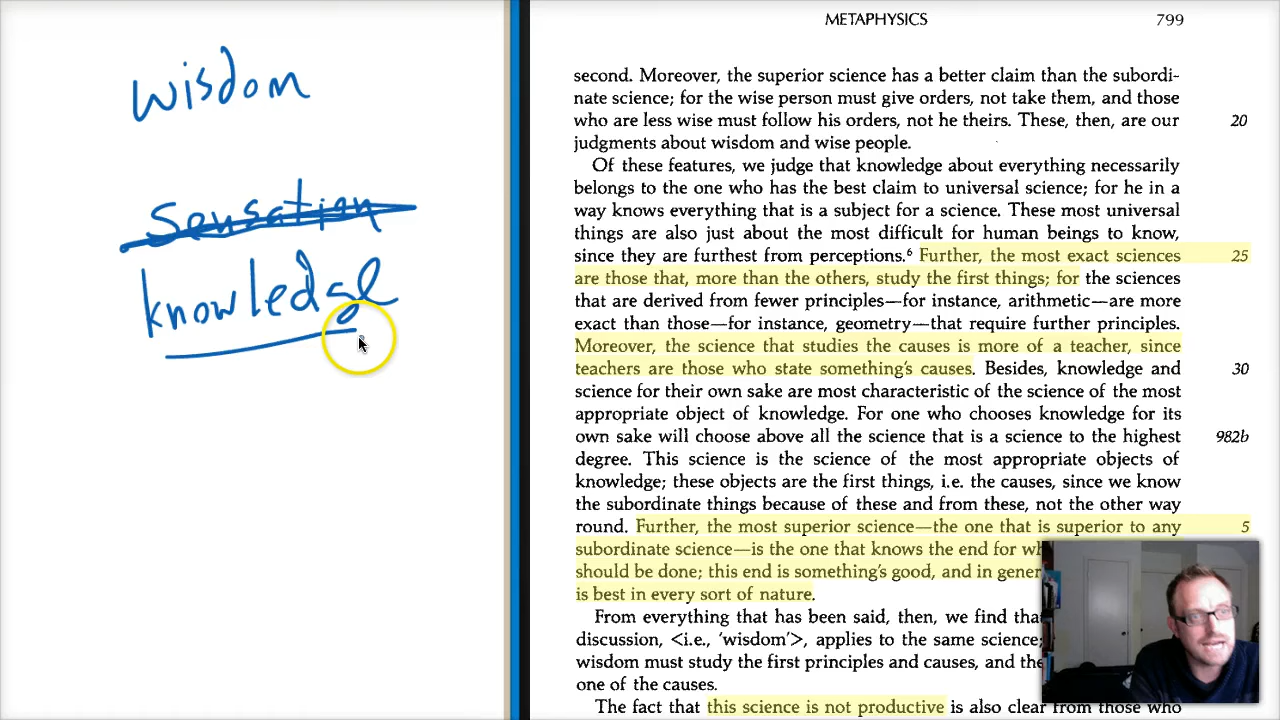 wisdom
sensation
knowledge
METAPHYSICS 799
second. Moreover, the superior science has a better claim than the subordi-
nate science; for the wise person must give orders, not take them, and those
who are less wise must follow his orders, not he theirs. These, then, are our 20
judgments about wisdom and wise people.
Of these features, we judge that knowledge about everything necessarily
belongs to the one who has the best claim to universal science; for he in a
way knows everything that is a subject for a science. These most universal
things are also just about the most difficult for human beings to know,
since they are furthest from perceptions.⁶ Further, the most exact sciences 25
are those that, more than the others, study the first things; for the sciences
that are derived from fewer principles—for instance, arithmetic—are more
exact than those—for instance, geometry—that require further principles.
Moreover, the science that studies the causes is more of a teacher, since
teachers are those who state something's causes. Besides, knowledge and 30
science for their own sake are most characteristic of the science of the most
appropriate object of knowledge. For one who chooses knowledge for its
own sake will choose above all the science that is a science to the highest 982b
degree. This science is the science of the most appropriate objects of
knowledge; these objects are the first things, i.e. the causes, since we know
the subordinate things because of these and from these, not the other way
round. Further, the most superior science—the one that is superior to any 5
subordinate science—is the one that knows the end for
should be done; this end is something's good, and in
is best in every sort of nature.
From everything that has been said, then, we find
discussion, <i.e., 'wisdom'>, applies to the same science;
wisdom must study the first principles and causes, and
one of the causes.
The fact that this science is not productive is also clear from those who